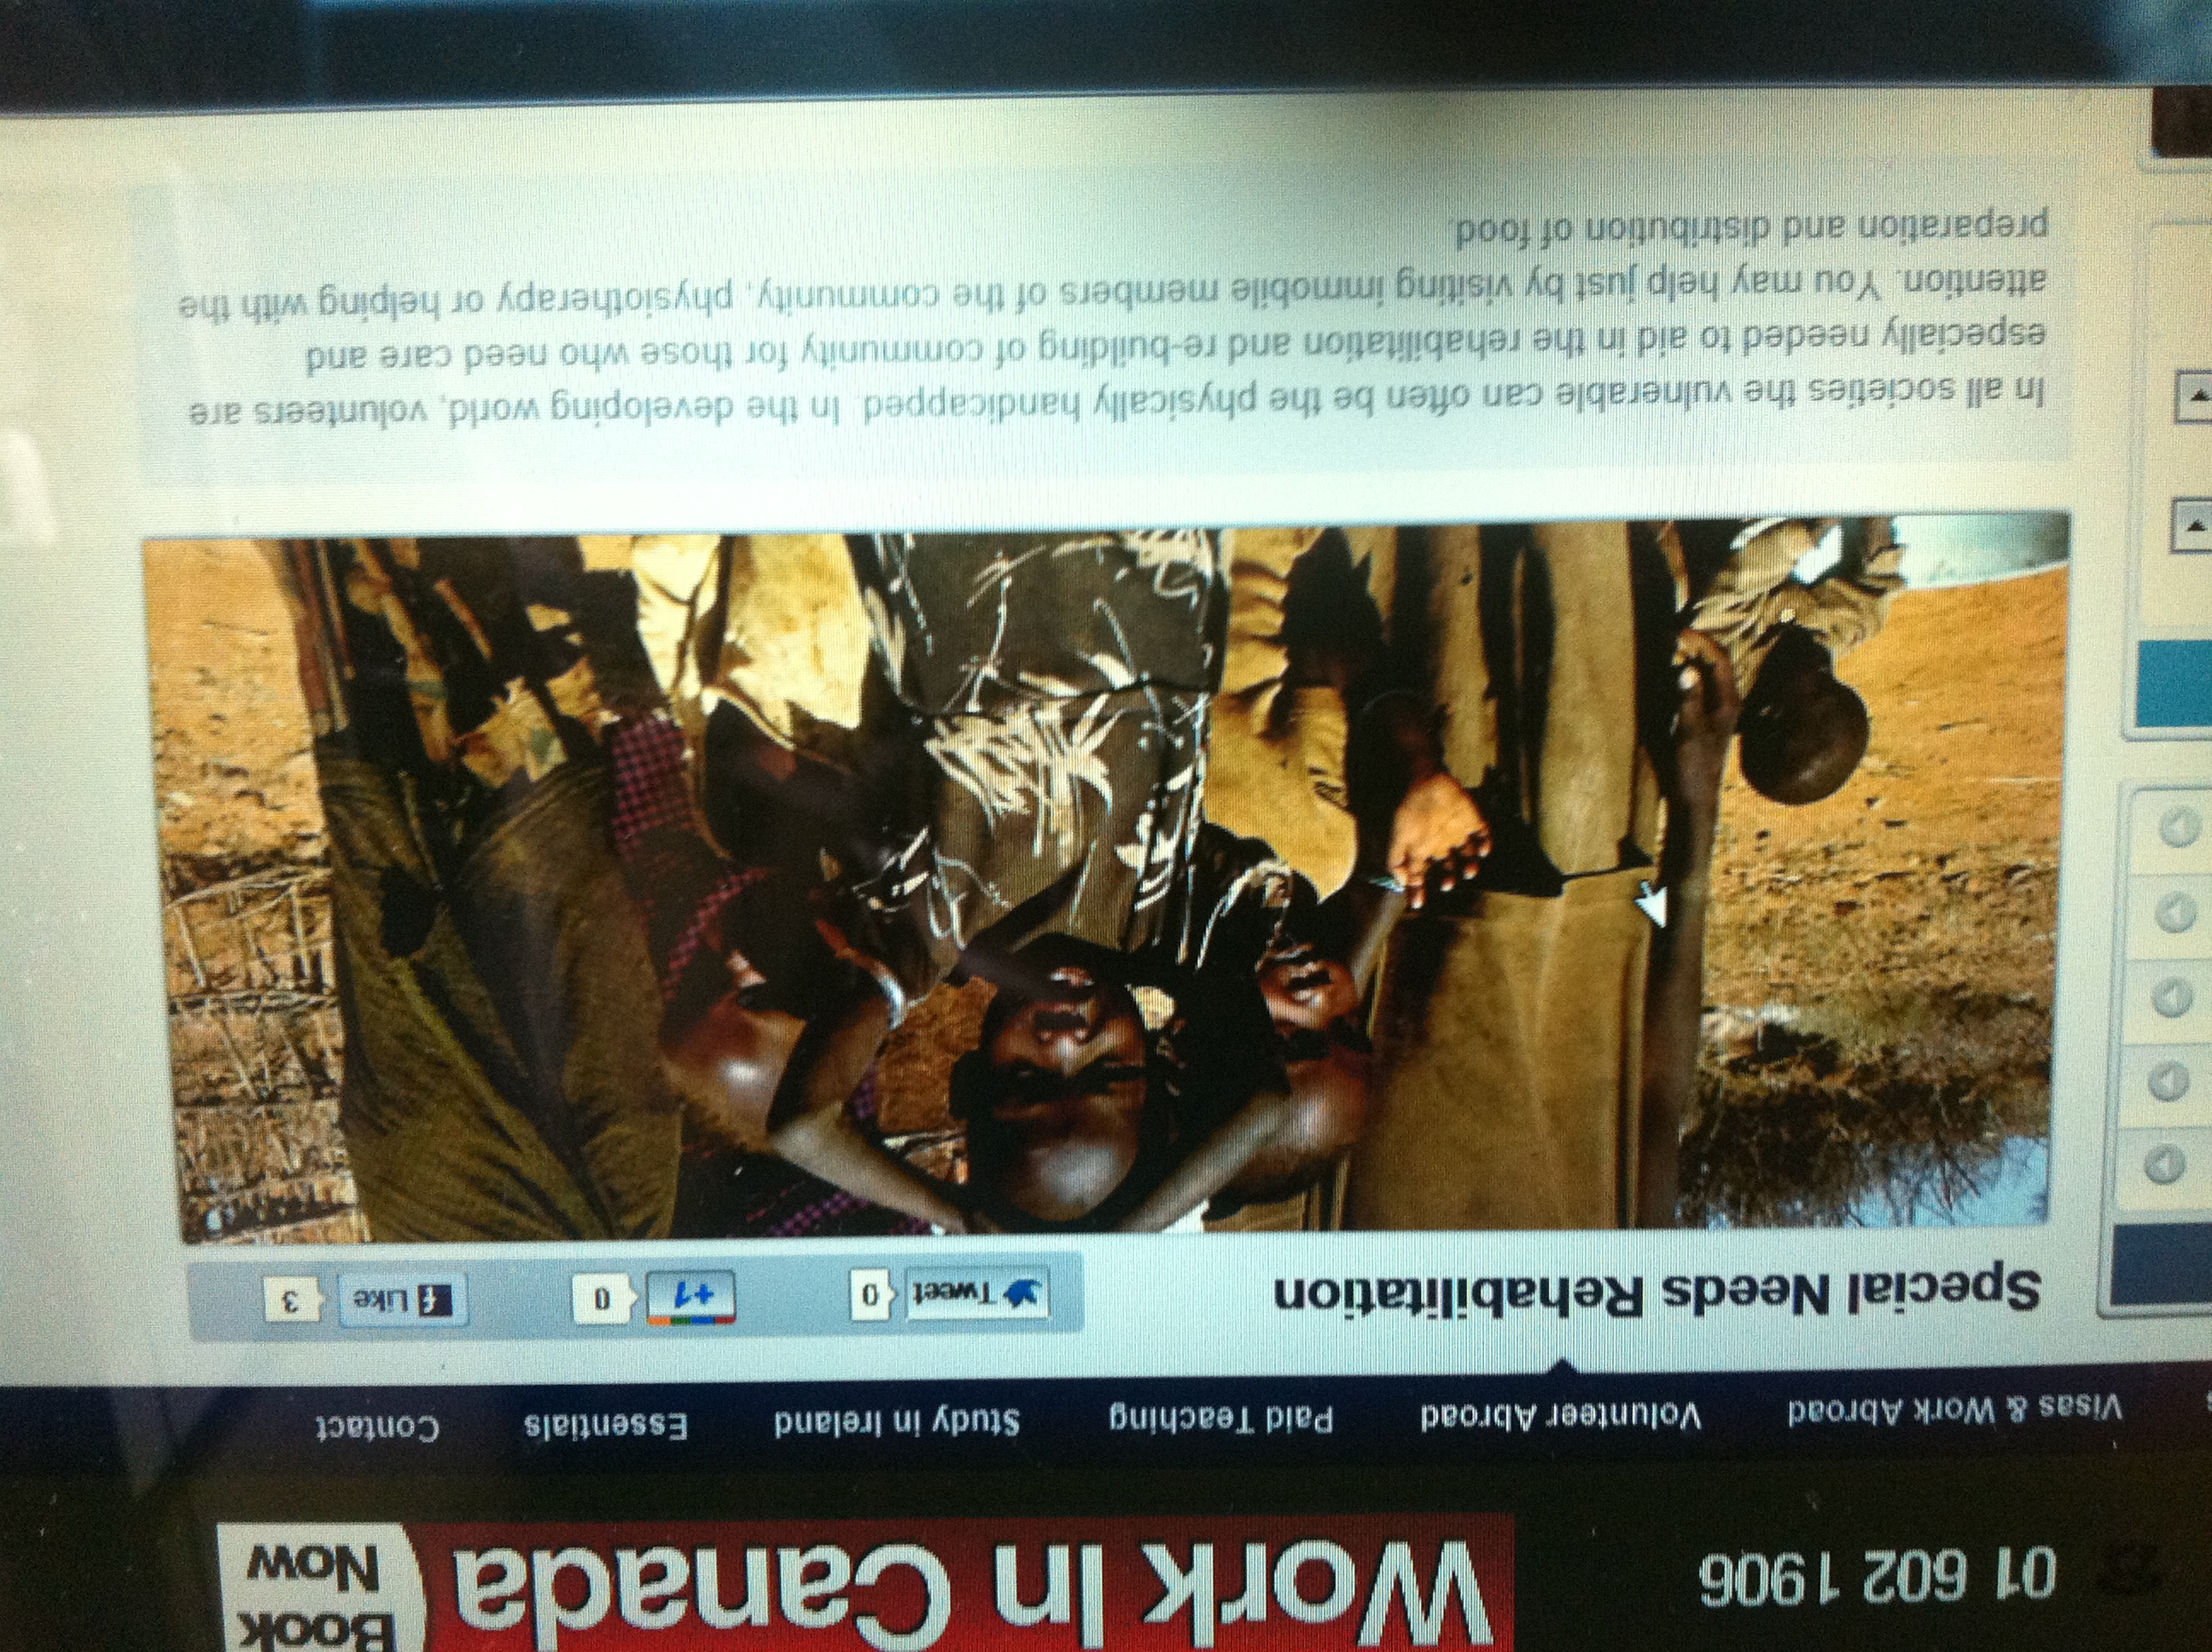 01 602 1906
Work In Canada
Book
Now
s
Visas & Work Abroad
Volunteer Abroad
Paid Teaching
Study in Ireland
Essentials
Contact
Special Needs Rehabilitation
Tweet 0
+1 0
f Like 3
In all societies the vulnerable can often be the physically handicapped. In the developing world, volunteers are
especially needed to aid in the rehabilitation and re-building of community for those who need care and
attention. You may help just by visiting immobile members of the community, physiotherapy or helping with the
preparation and distribution of food.